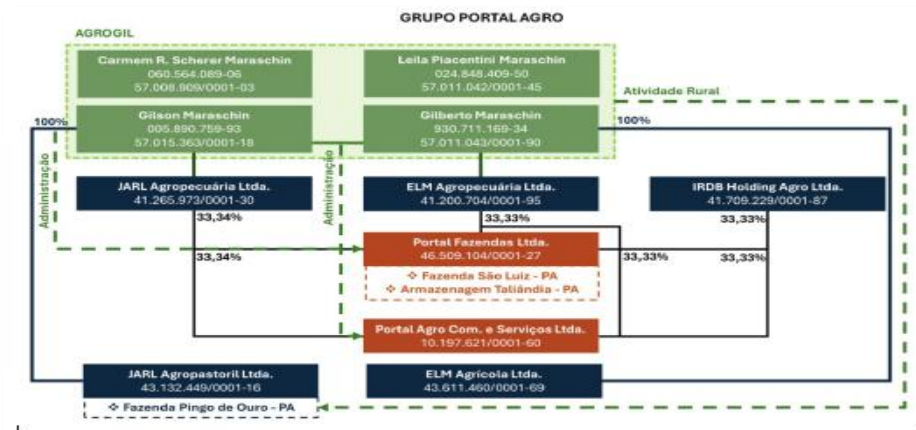 GRUPO PORTAL AGRO
AGROGIL
Carmem R. Scherer Maraschin
060.564.089-06
57.008.809/0001-03
Leila Piacentini Maraschin
024.848.409-50
57.011.042/0001-45
Atividade Rural
100%
Gilson Maraschin
005.890.759-93
57.015.363/0001-18
Gilberto Maraschin
930.711.169-34
57.011.043/0001-90
100%
Administração
Administração
JARL Agropecuária Ltda.
41.265.973/0001-30
ELM Agropecuária Ltda.
41.200.704/0001-95
IRDB Holding Agro Ltda.
41.709.229/0001-87
33,34%
33,33%
33,33%
Portal Fazendas Ltda.
46.509.104/0001-27
33,34%
33,33%
33,33%
❖ Fazenda São Luiz - PA
❖ Armazenagem Taliândia - PA
Portal Agro Com. e Serviços Ltda.
10.197.621/0001-60
JARL Agropastoril Ltda.
43.132.449/0001-16
ELM Agrícola Ltda.
43.611.460/0001-69
❖ Fazenda Pingo de Ouro - PA